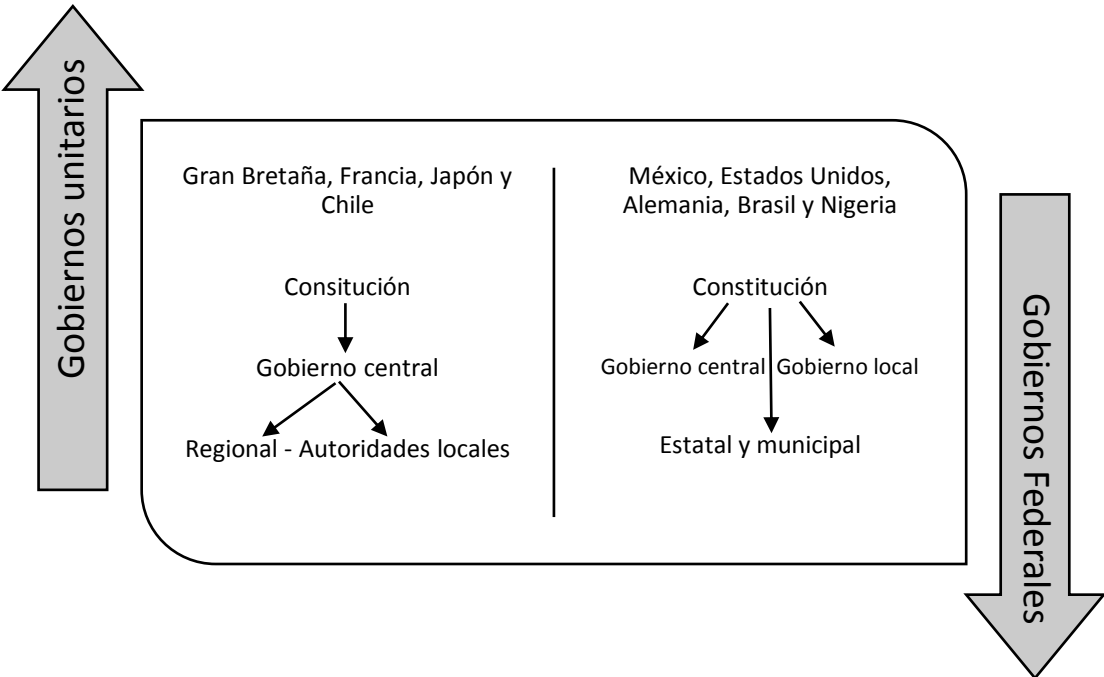 Gobiernos unitarios
Gran Bretaña, Francia, Japón y
Chile
Consitución
Gobierno central
Regional - Autoridades locales
México, Estados Unidos,
Alemania, Brasil y Nigeria
Constitución
Gobierno central
Gobierno local
Estatal y municipal
Gobiernos Federales